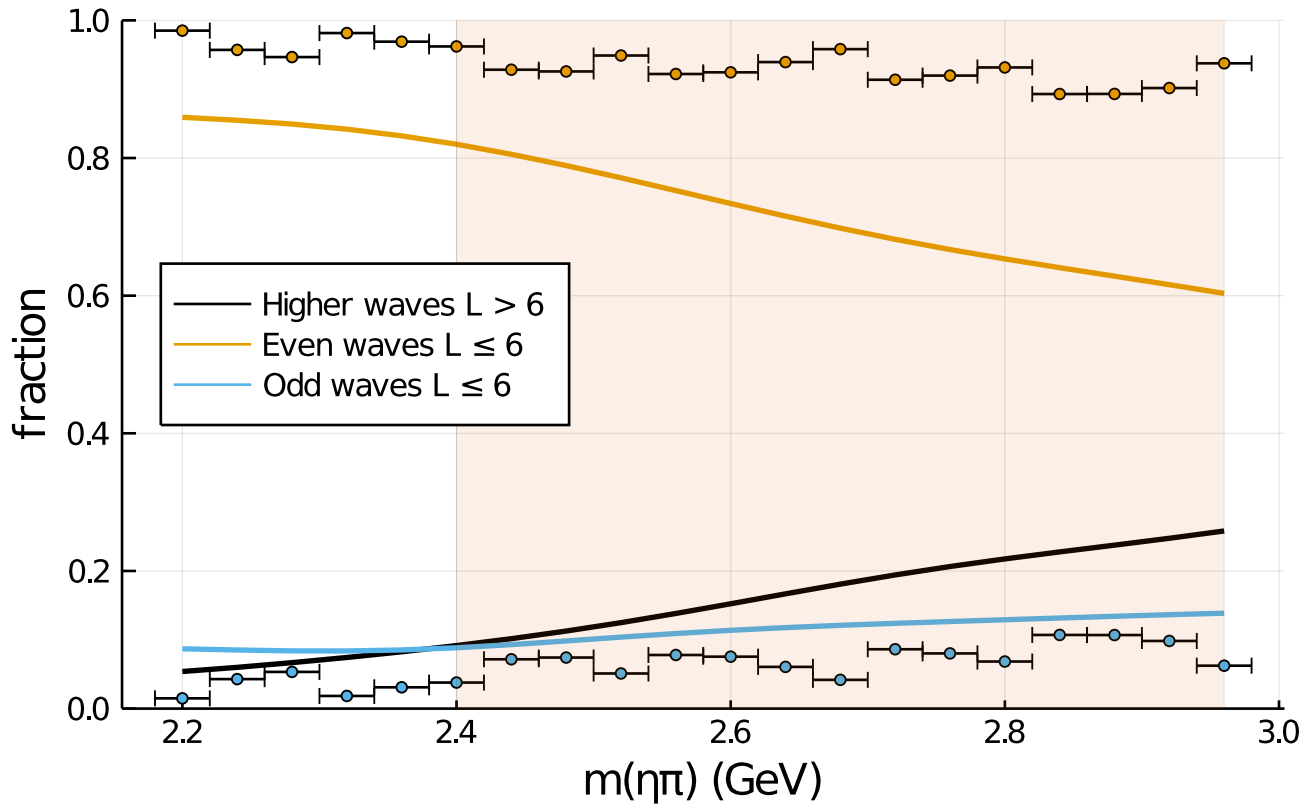 1.0
0.8
0.6
0.4
0.2
0.0
fraction
Higher waves L > 6
Even waves L ≤ 6
Odd waves L ≤ 6
2.2 2.4 2.6 2.8 3.0
m(ηπ) (GeV)